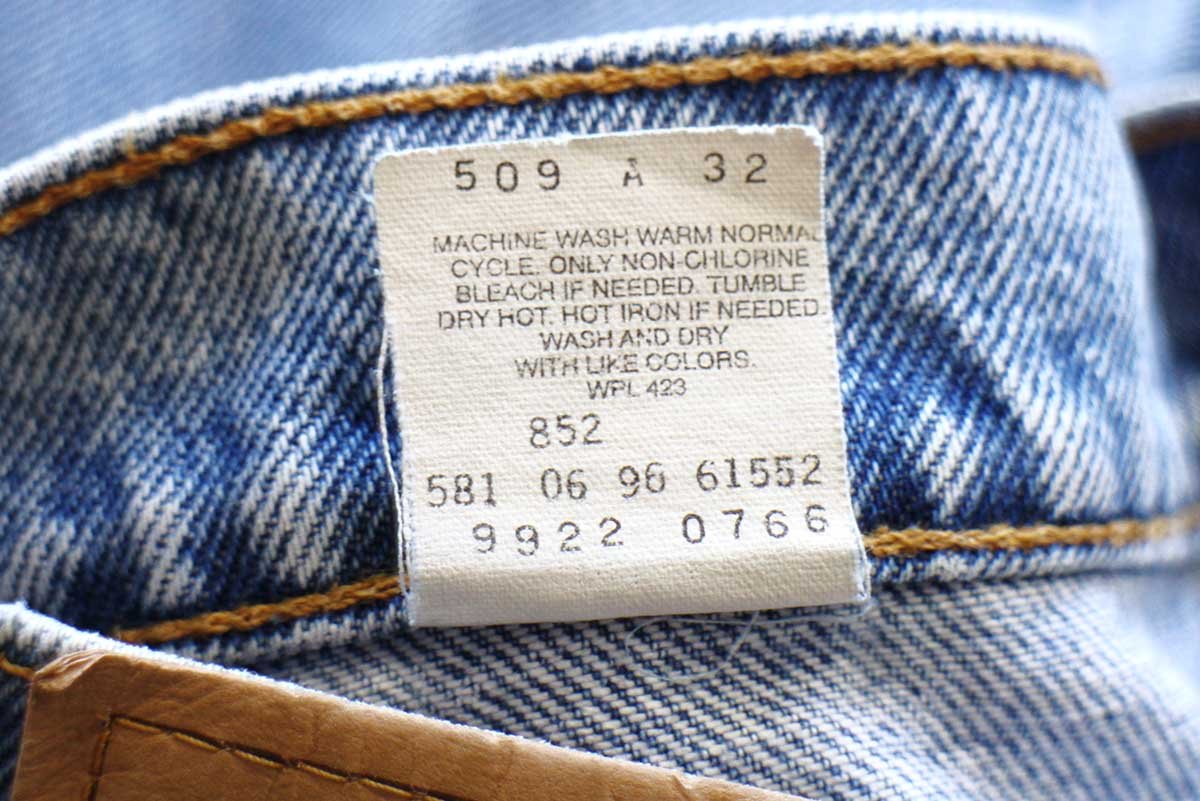 509 A 32
MACHINE WASH WARM NORMAL
CYCLE. ONLY NON-CHLORINE
BLEACH IF NEEDED. TUMBLE
DRY HOT. HOT IRON IF NEEDED.
WASH AND DRY
WITH LIKE COLORS.
WPL 423
852
581 06 96 61552
9922 0766